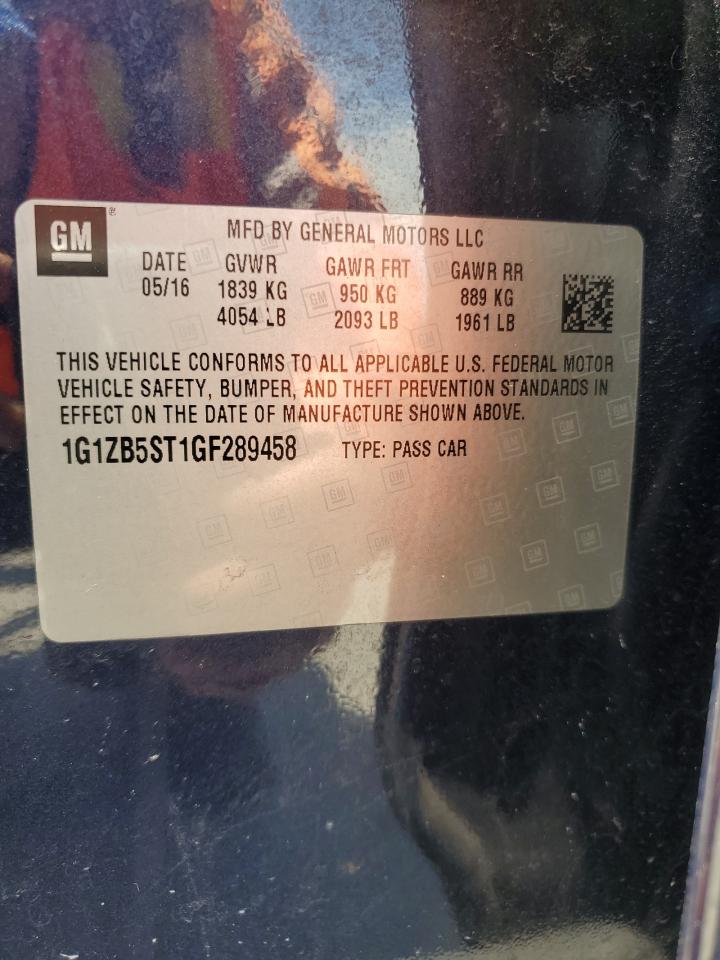 GM®
MFD BY GENERAL MOTORS LLC
DATE GVWR GAWR FRT GAWR RR
05/16 1839 KG 950 KG 889 KG
4054 LB 2093 LB 1961 LB
THIS VEHICLE CONFORMS TO ALL APPLICABLE U.S. FEDERAL MOTOR
VEHICLE SAFETY, BUMPER, AND THEFT PREVENTION STANDARDS IN
EFFECT ON THE DATE OF MANUFACTURE SHOWN ABOVE.
1G1ZB5ST1GF289458 TYPE: PASS CAR